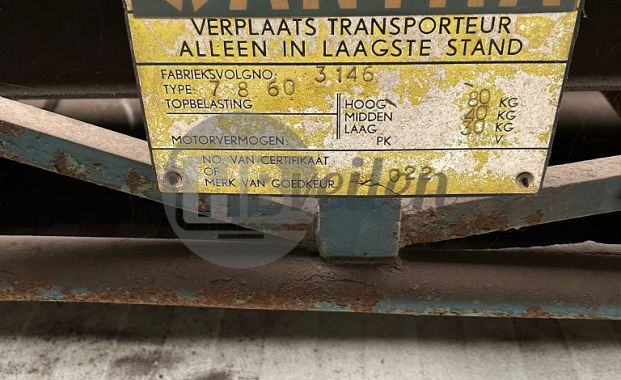 VERPLAATS TRANSPORTEUR
ALLEEN IN LAAGSTE STAND
FABRIEKSVOLGNO: 3146
TYPE: 7 8 60
TOPBELASTING HOOG 80 KG
MIDDEN 40 KG
LAAG 30 KG
MOTORVERMOGEN: PK V
NO. VAN CERTIFIKAAT
OF
MERK VAN GOEDKEUR 022